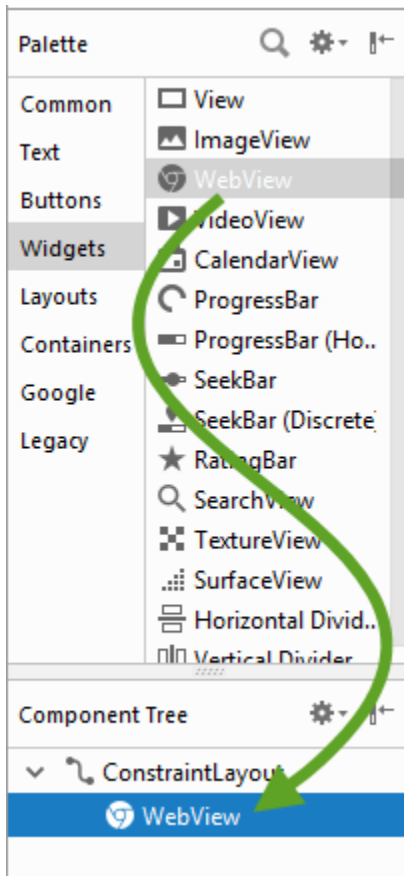 Palette
Common
Text
Buttons
Widgets
Layouts
Containers
Google
Legacy
View
ImageView
WebView
VideoView
CalendarView
ProgressBar
ProgressBar (Ho..
SeekBar
SeekBar (Discrete)
RatingBar
SearchView
TextureView
SurfaceView
Horizontal Divid..
Vertical Divider
Component Tree
ConstraintLayout
WebView